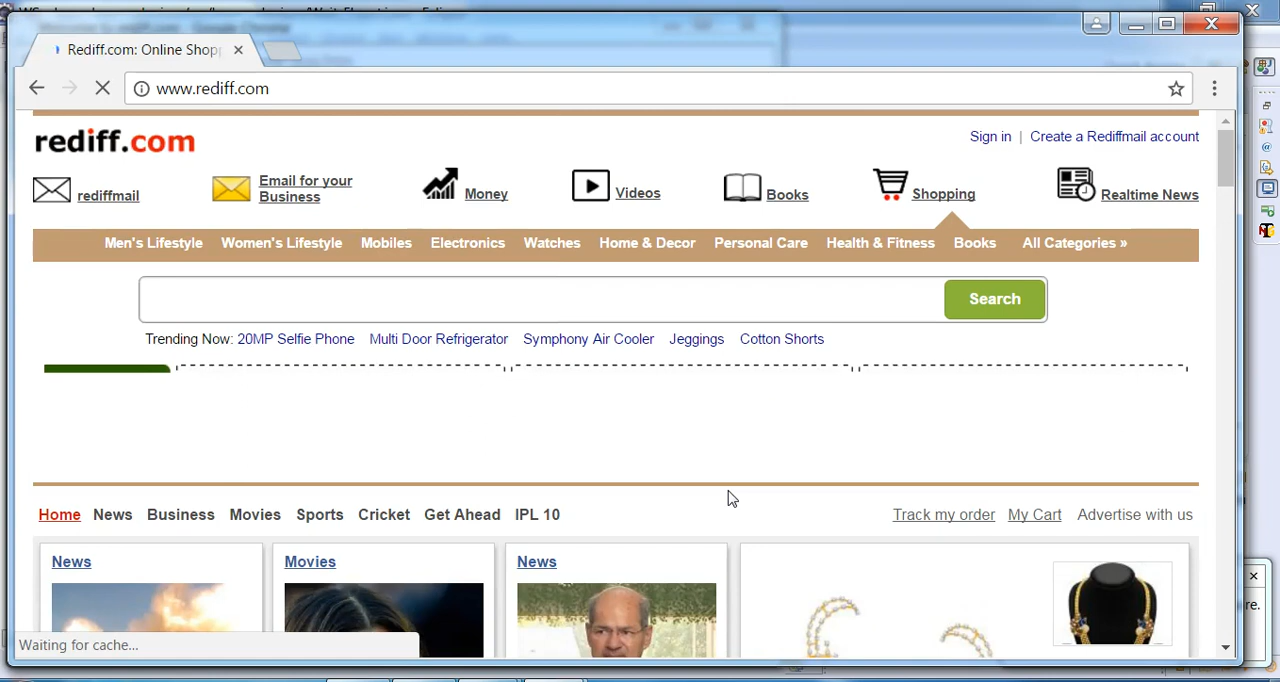 Rediff.com: Online Shopp
www.rediff.com
rediff.com
Sign in | Create a Rediffmail account
rediffmail
Email for your
Business
Money
Videos
Books
Shopping
Realtime News
Men's Lifestyle Women's Lifestyle Mobiles Electronics Watches Home & Decor Personal Care Health & Fitness Books All Categories »
Search
Trending Now: 20MP Selfie Phone Multi Door Refrigerator Symphony Air Cooler Jeggings Cotton Shorts
Home News Business Movies Sports Cricket Get Ahead IPL 10
Track my order My Cart Advertise with us
News
Movies
News
re.
Waiting for cache...